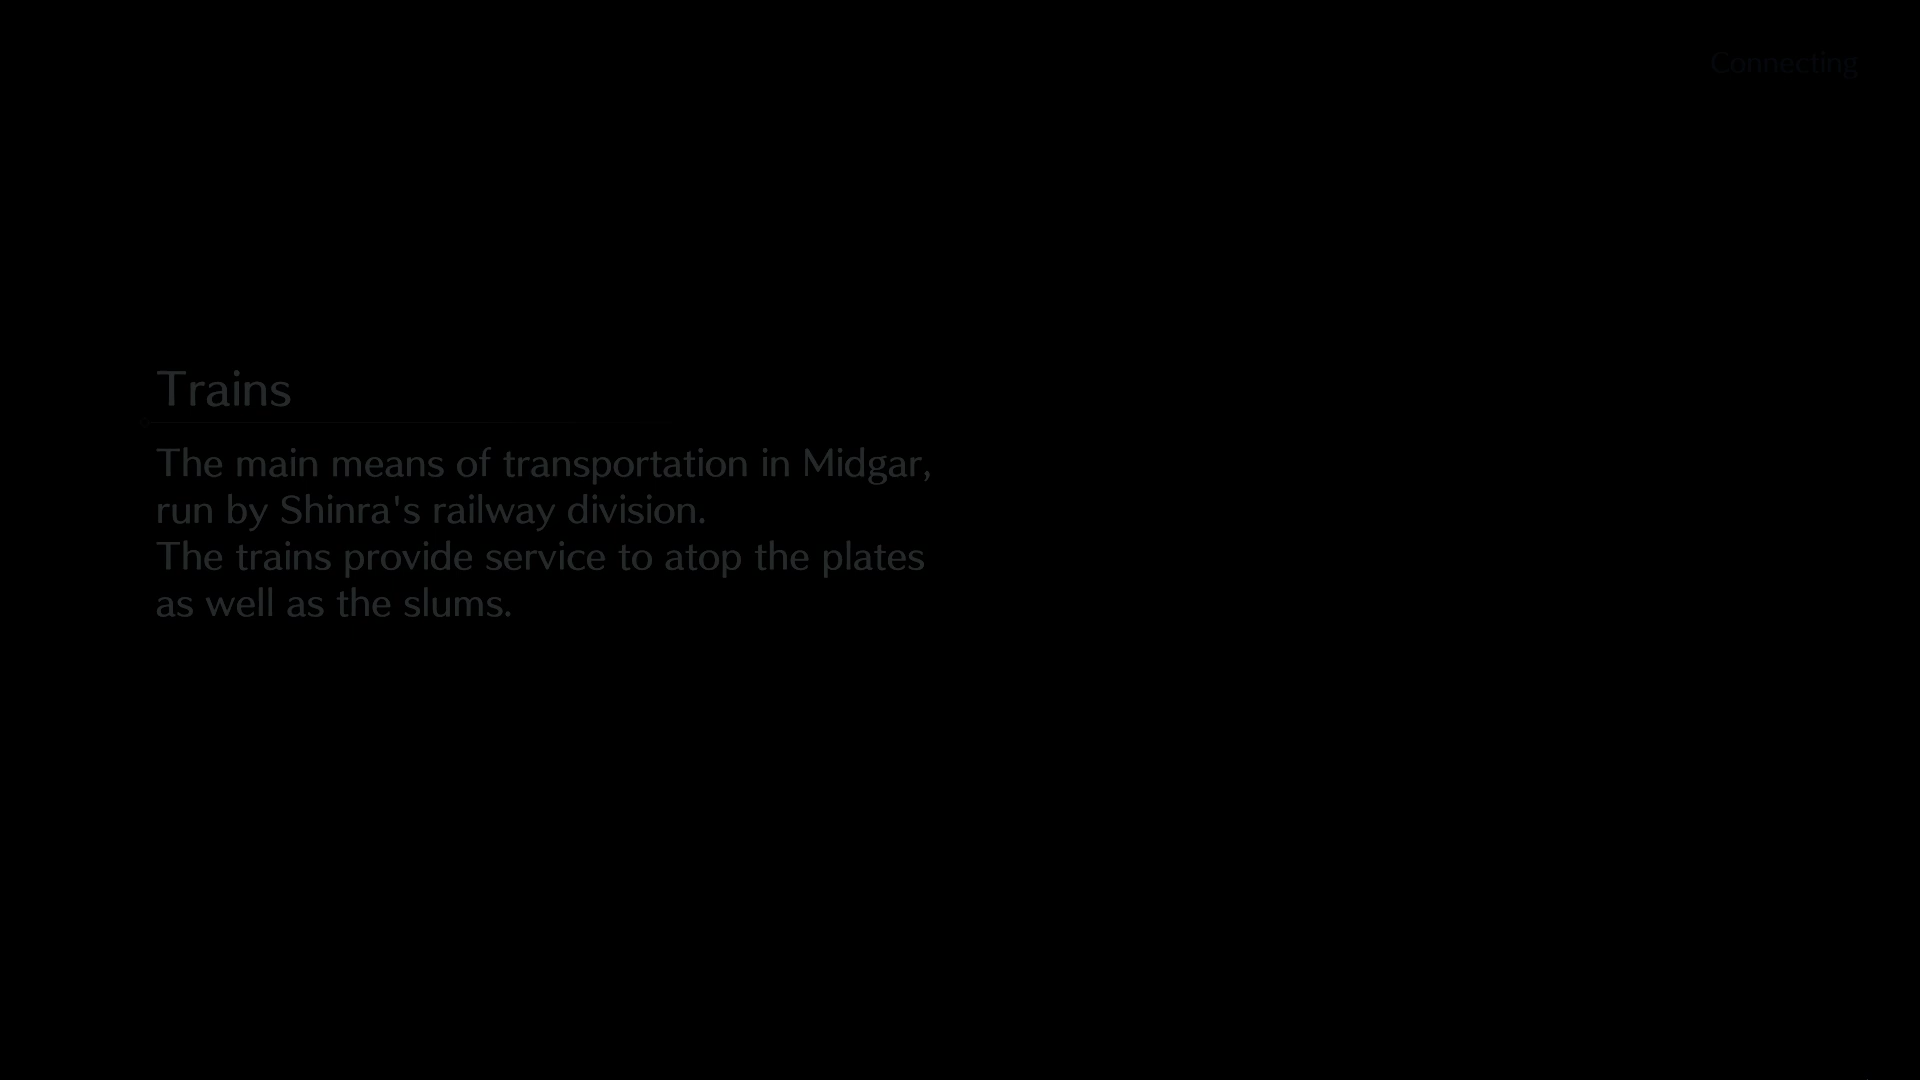 Connecting
Trains
The main means of transportation in Midgar,
run by Shinra's railway division.
The trains provide service to atop the plates
as well as the slums.